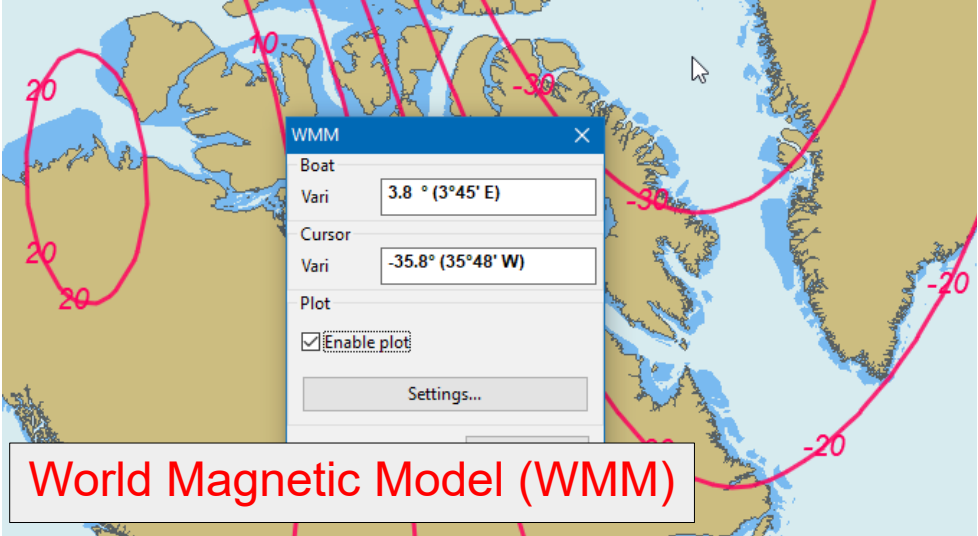 10
20
-30
WMM
Boat
Vari 3.8 ° (3°45' E)
-30
Cursor
20
Vari -35.8° (35°48' W)
-20
20
Plot
Enable plot
Settings...
-20
World Magnetic Model (WMM)